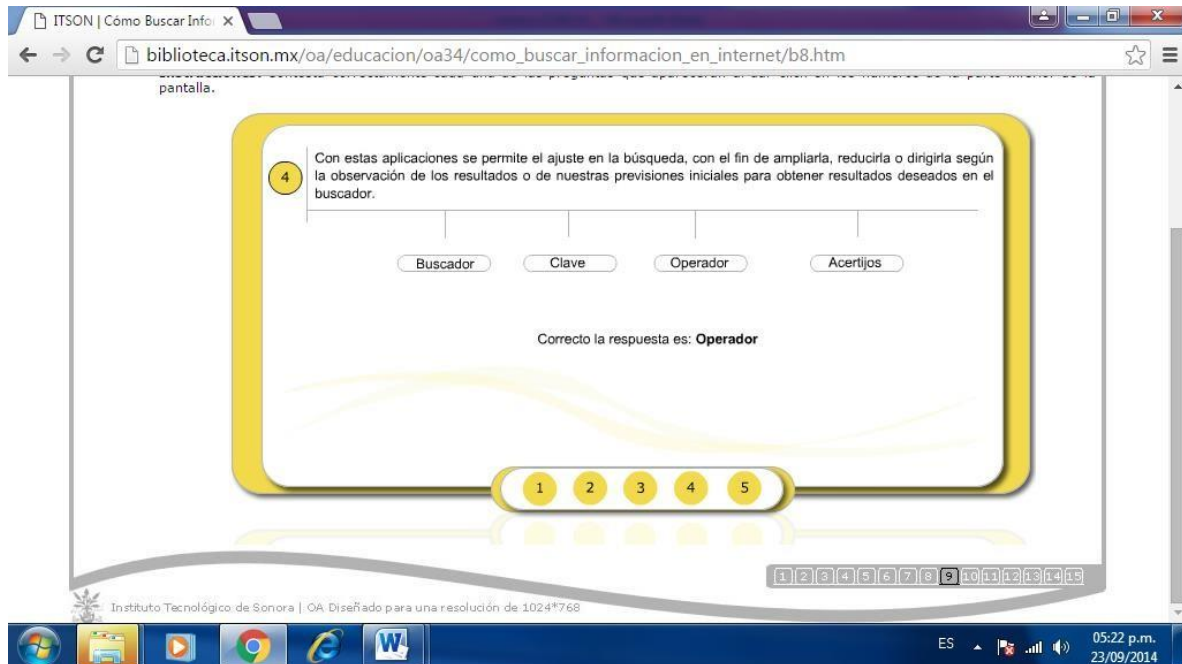 ITSON | Cómo Buscar Info
biblioteca.itson.mx/oa/educacion/oa34/como_buscar_informacion_en_internet/b8.htm
pantalla.
4
Con estas aplicaciones se permite el ajuste en la búsqueda, con el fin de ampliarla, reducirla o dirigirla según
la observación de los resultados o de nuestras previsiones iniciales para obtener resultados deseados en el
buscador.
Buscador Clave Operador Acertijos
Correcto la respuesta es: Operador
1 2 3 4 5
1 2 3 4 5 6 7 8 9 10 11 12 13 14 15
Instituto Tecnológico de Sonora | OA Diseñado para una resolución de 1024*768
ES 05:22 p.m.
23/09/2014